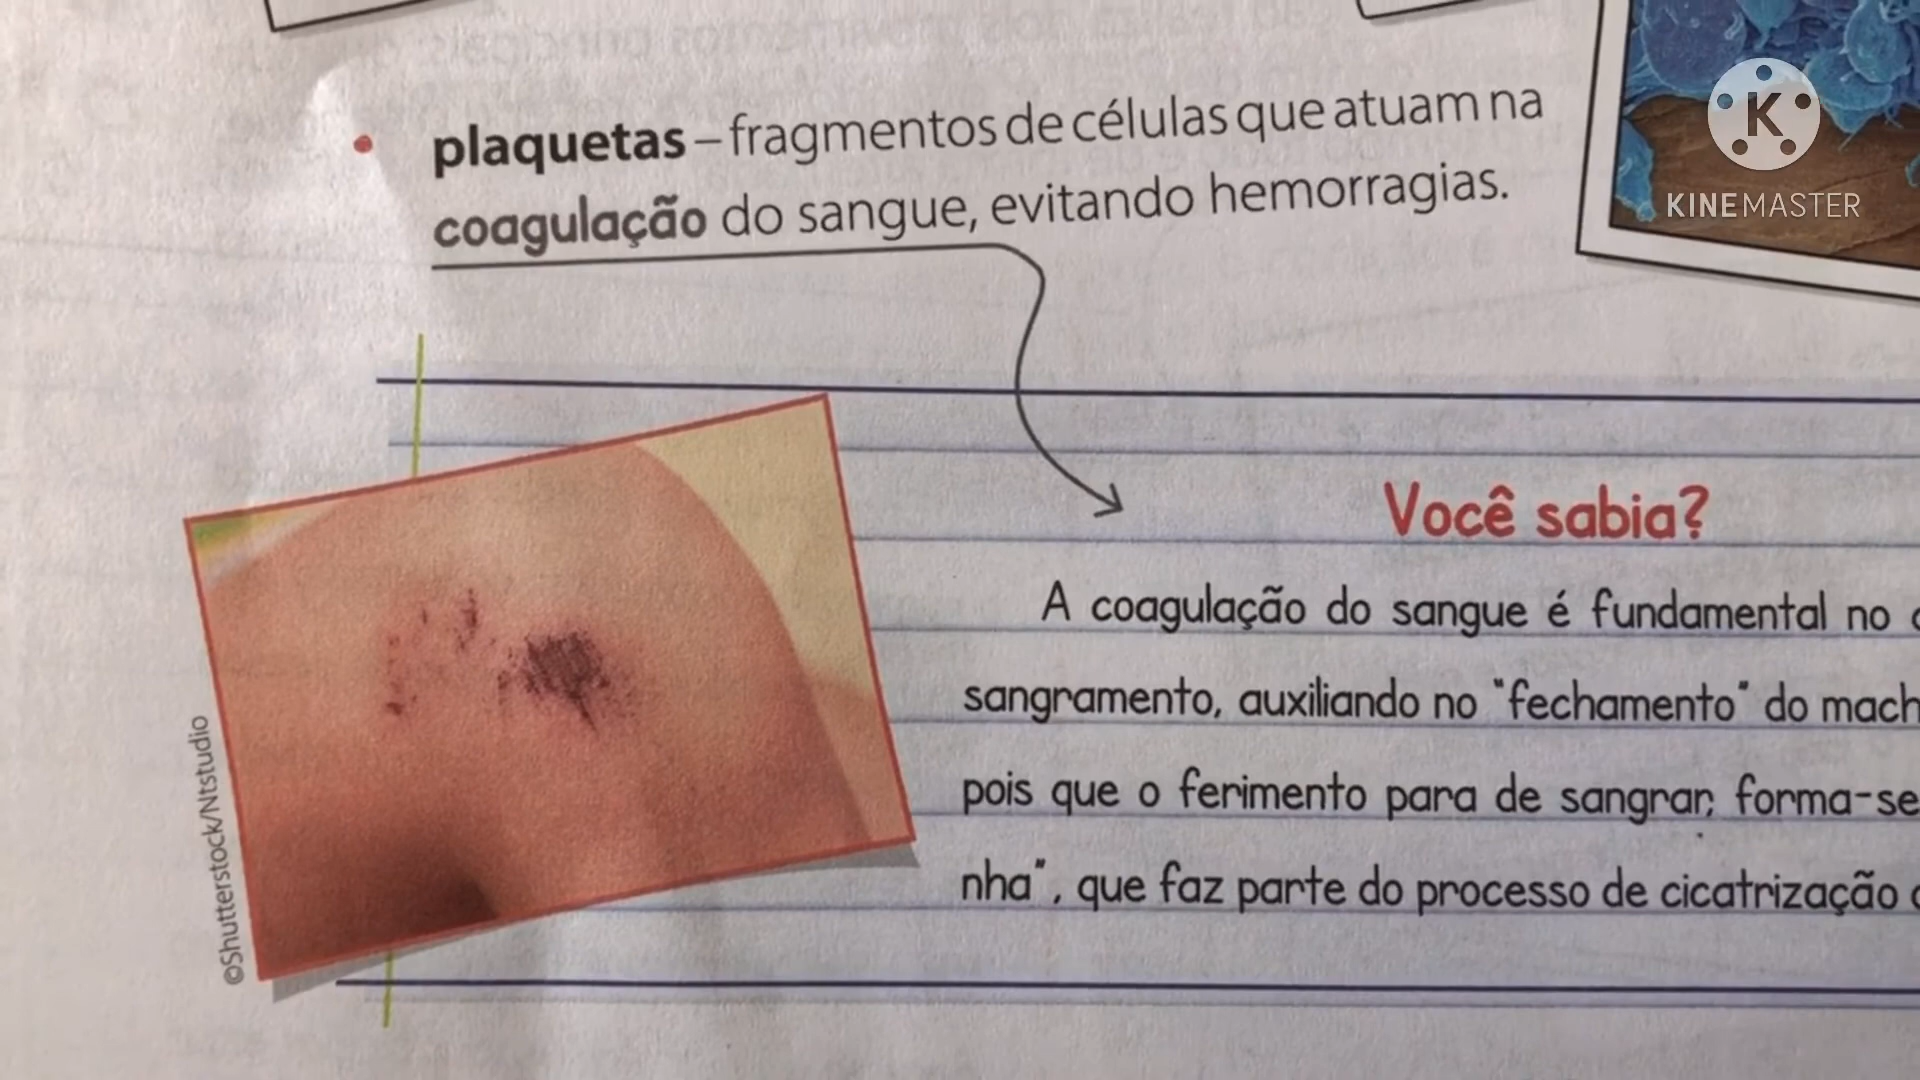 plaquetas – fragmentos de células que atuam na
coagulação do sangue, evitando hemorragias.
KINEMASTER
Você sabia?
A coagulação do sangue é fundamental no
sangramento, auxiliando no "fechamento" do mach
pois que o ferimento para de sangrar, forma-se
nha", que faz parte do processo de cicatrização
©Shutterstock/Ntstudio